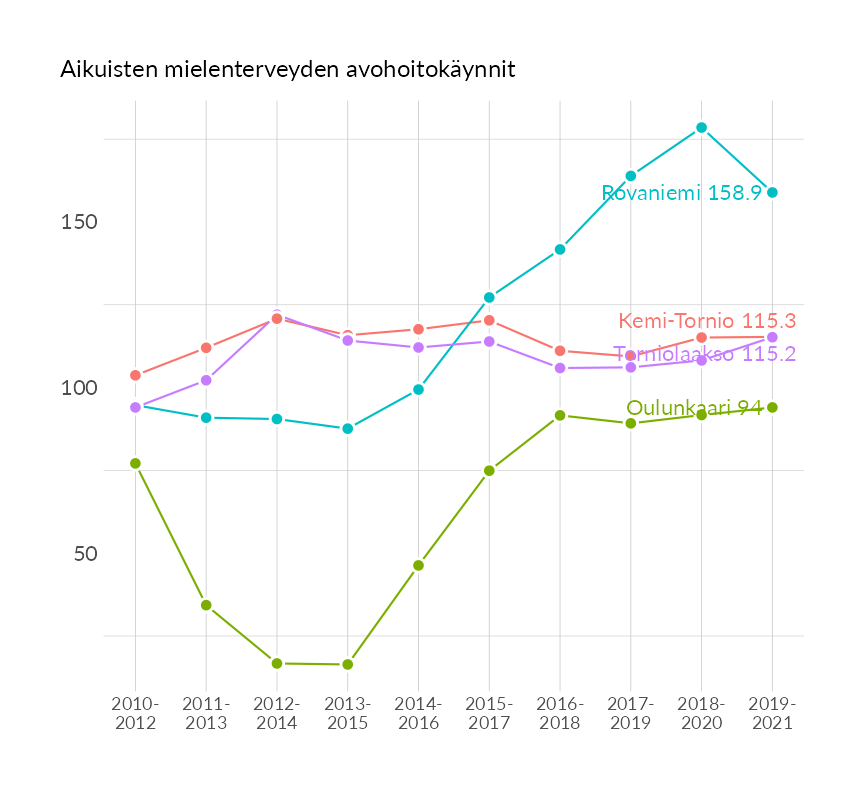 Aikuisten mielenterveyden avohoitokäynnit
Rovaniemi 158.9
150
Kemi-Tornio 115.3
Torniolaakso 115.2
100
Oulunkaari 94
50
2010- 2011- 2012- 2013- 2014- 2015- 2016- 2017- 2018- 2019-
2012 2013 2014 2015 2016 2017 2018 2019 2020 2021